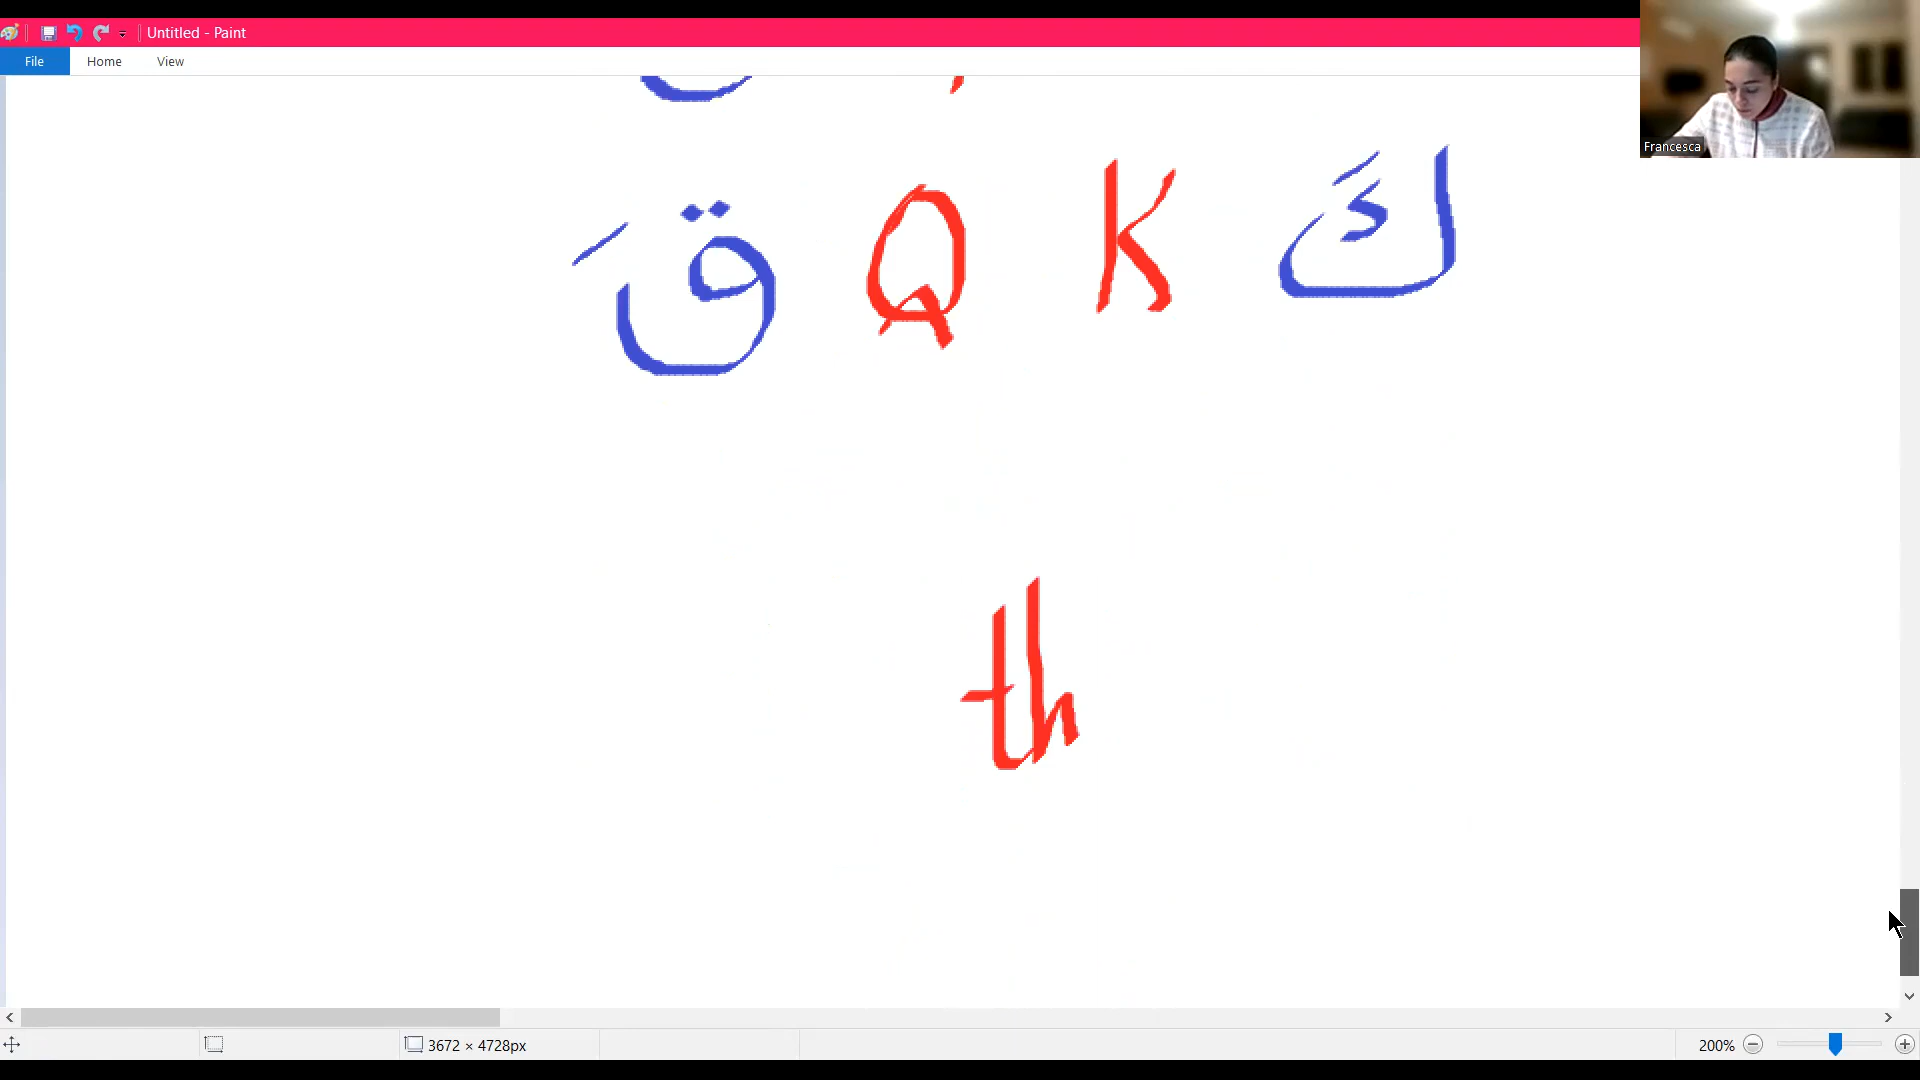 Untitled - Paint
File Home View
Francesca
قَ Q K كَ
th
3672 × 4728px
200%